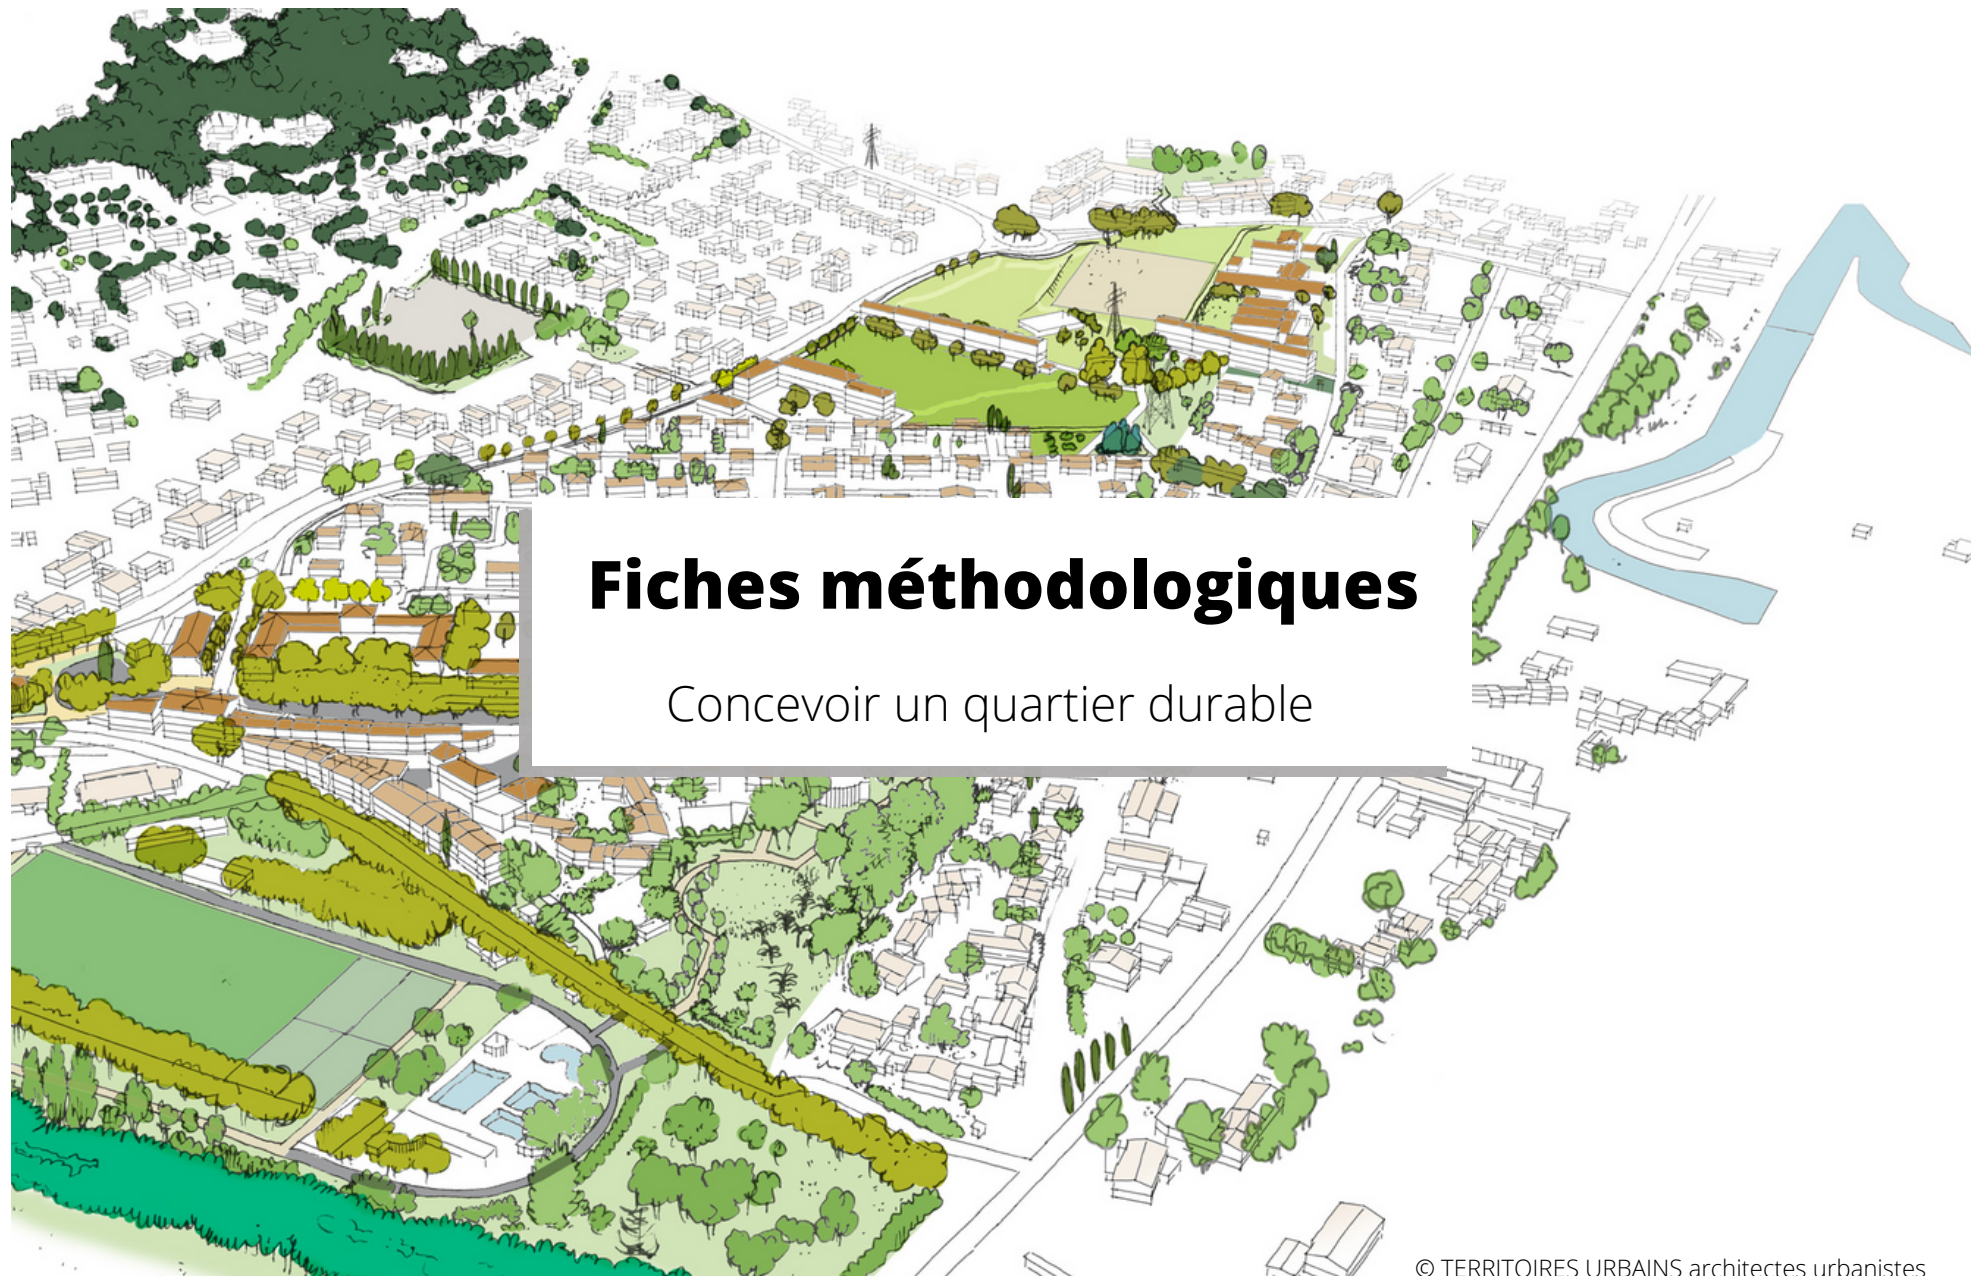 Fiches méthodologiques
Concevoir un quartier durable
© TERRITOIRES URBAINS architectes urbanistes